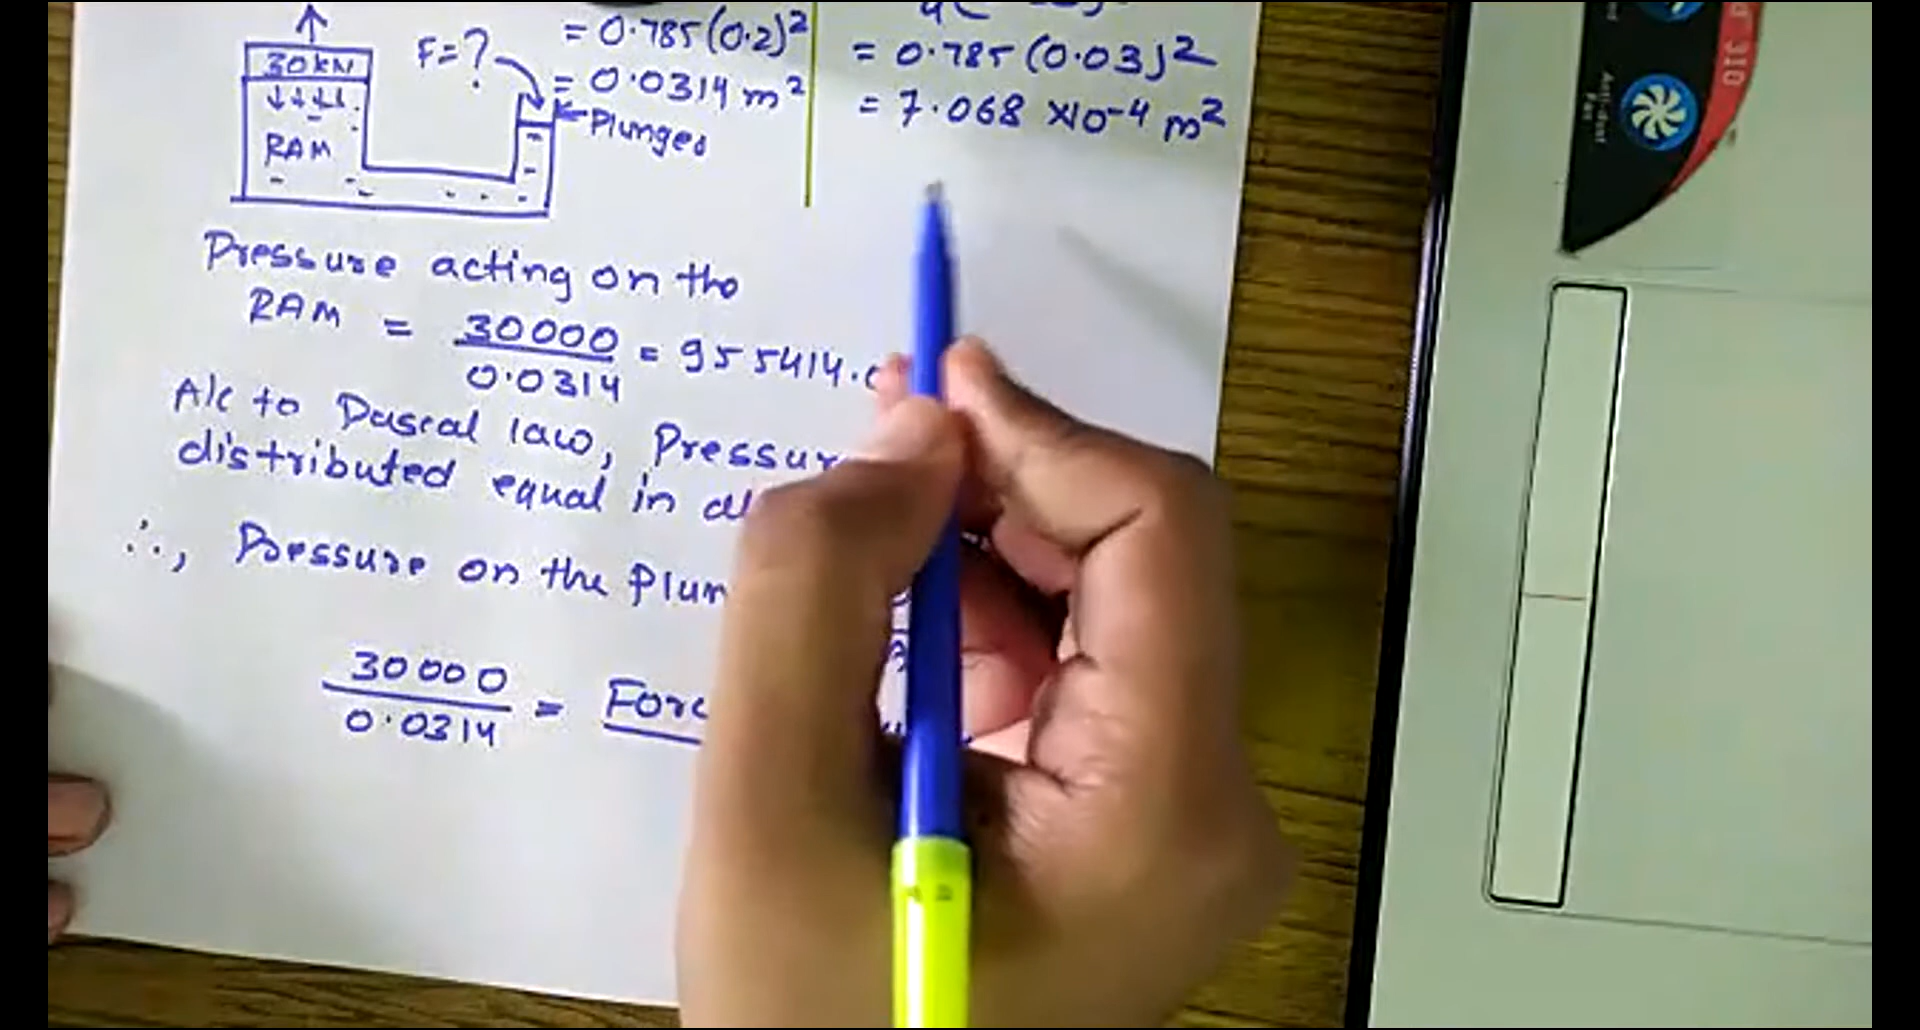 = 0.785(0.2)²
= 0.0314 m²
= 0.785 (0.03)²
= 7.068 ×10⁻⁴ m²
30KN
RAM
F=?
Plunger
Pressure acting on the
RAM = 30000 / 0.0314 = 955414.
A/c to Pascal law, Pressur
distributed equal in al
∴, Pressure on the Plun
30000 / 0.0314 = Forc
310